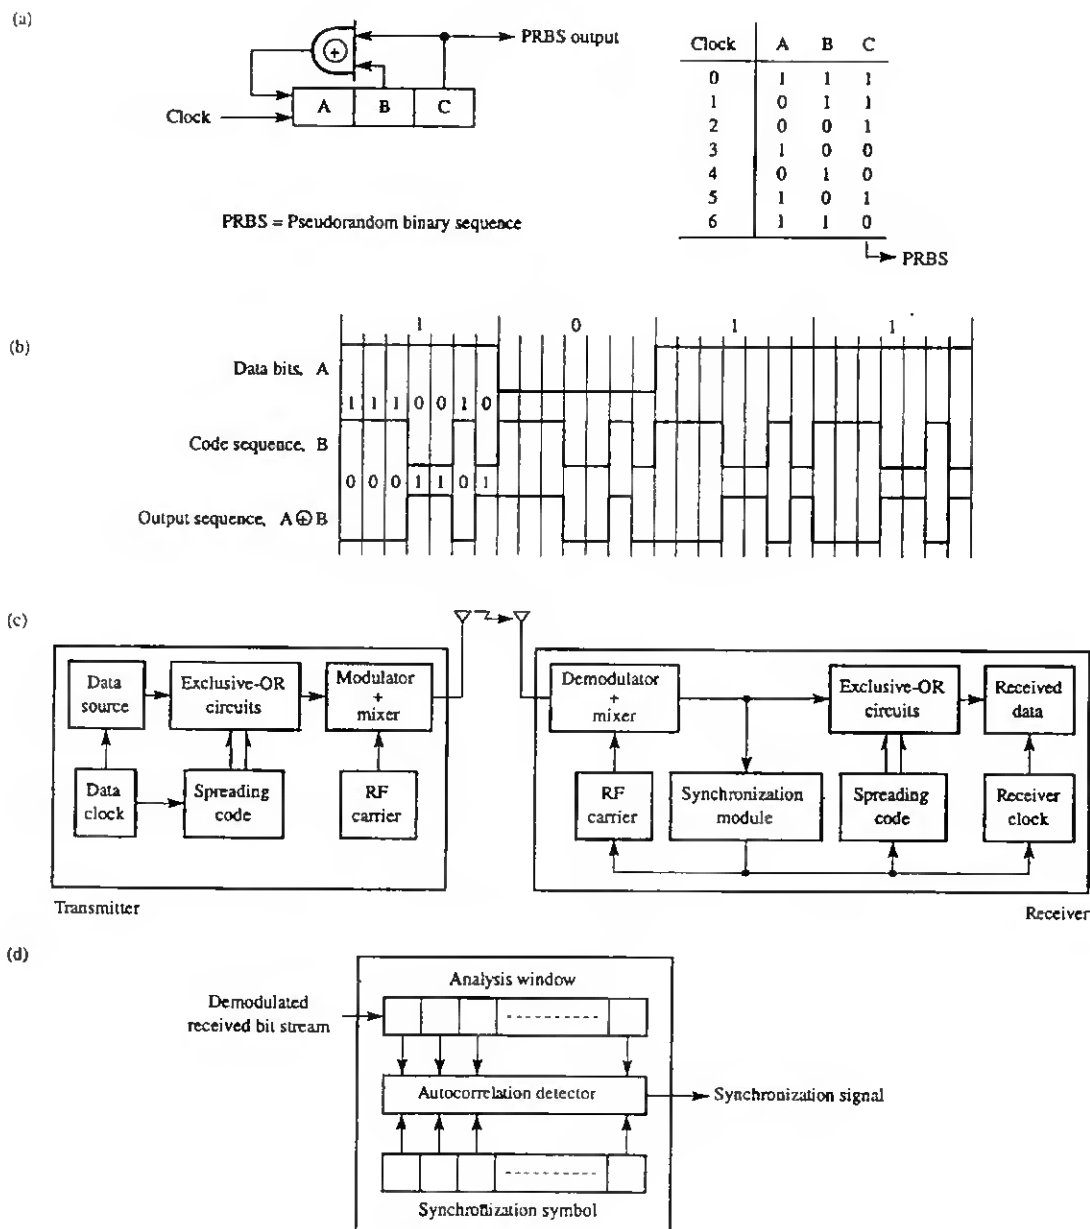 (a)
PRBS output
Clock
A B C
PRBS = Pseudorandom binary sequence
Clock A B C
0 1 1 1
1 0 1 1
2 0 0 1
3 1 0 0
4 0 1 0
5 1 0 1
6 1 1 0
PRBS
(b)
1 0 1 1
Data bits, A
1 1 1 0 0 1 0
Code sequence, B
0 0 0 1 1 0 1
Output sequence, A ⊕ B
(c)
Data
source
Exclusive-OR
circuits
Modulator
+
mixer
Data
clock
Spreading
code
RF
carrier
Transmitter
Demodulator
+
mixer
Exclusive-OR
circuits
Received
data
RF
carrier
Synchronization
module
Spreading
code
Receiver
clock
Receiver
(d)
Analysis window
Demodulated
received bit stream
Autocorrelation detector
Synchronization signal
Synchronization symbol